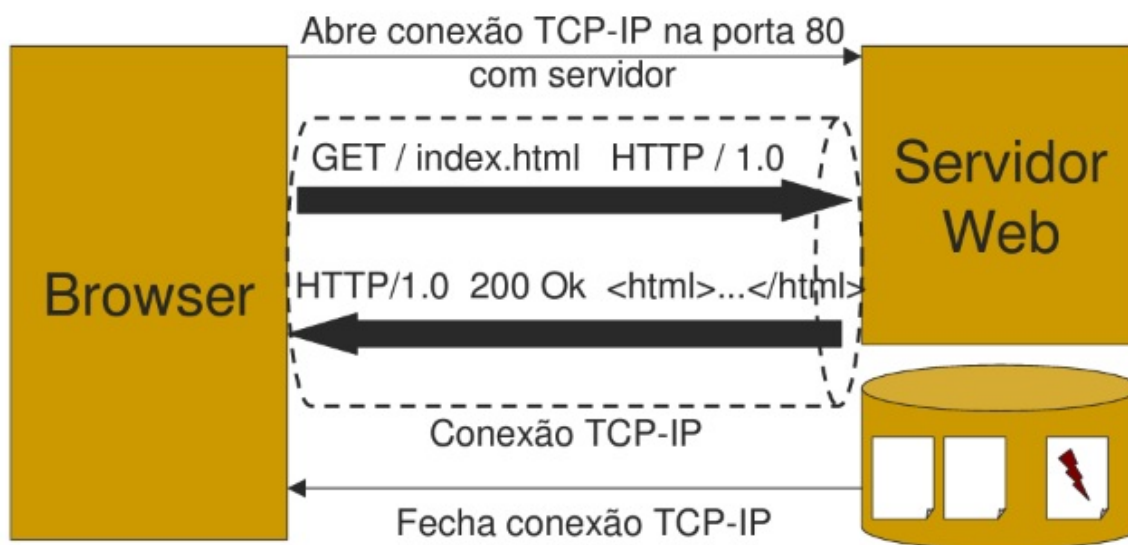 Abre conexão TCP-IP na porta 80
com servidor
GET / index.html HTTP / 1.0
Servidor
Web
Browser
HTTP/1.0 200 Ok <html>...</html>
Conexão TCP-IP
Fecha conexão TCP-IP